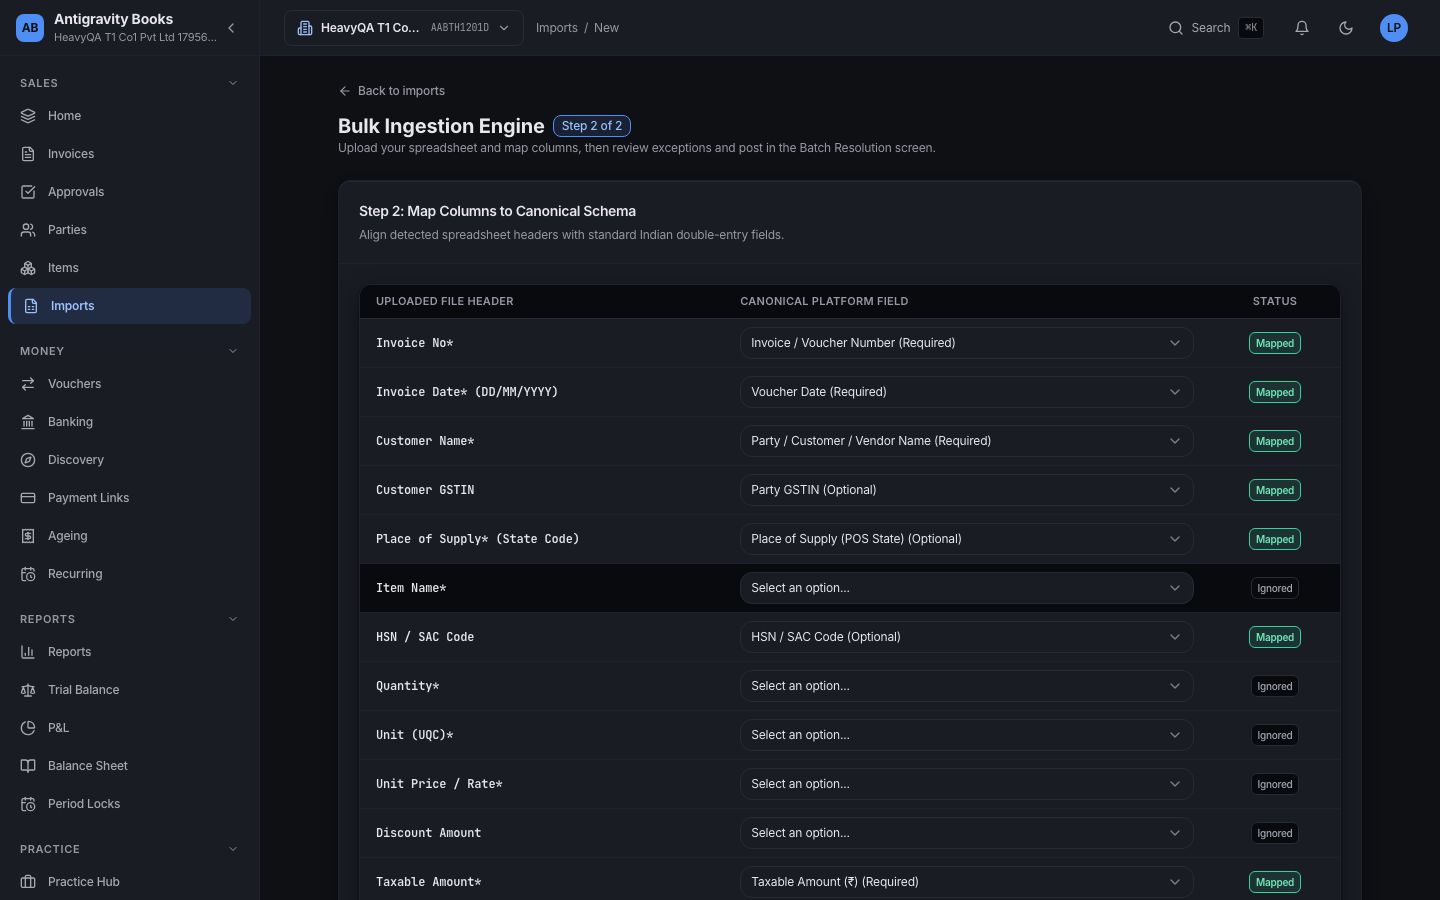 AB
Antigravity Books
HeavyQA T1 Co1 Pvt Ltd 17956...
HeavyQA T1 Co... AABTH1201D
Imports / New
Search ⌘K
LP
SALES
Home
Invoices
Approvals
Parties
Items
Imports
MONEY
Vouchers
Banking
Discovery
Payment Links
Ageing
Recurring
REPORTS
Reports
Trial Balance
P&L
Balance Sheet
Period Locks
PRACTICE
Practice Hub
Back to imports
Bulk Ingestion Engine Step 2 of 2
Upload your spreadsheet and map columns, then review exceptions and post in the Batch Resolution screen.
Step 2: Map Columns to Canonical Schema
Align detected spreadsheet headers with standard Indian double-entry fields.
UPLOADED FILE HEADER CANONICAL PLATFORM FIELD STATUS
Invoice No* Invoice / Voucher Number (Required) Mapped
Invoice Date* (DD/MM/YYYY) Voucher Date (Required) Mapped
Customer Name* Party / Customer / Vendor Name (Required) Mapped
Customer GSTIN Party GSTIN (Optional) Mapped
Place of Supply* (State Code) Place of Supply (POS State) (Optional) Mapped
Item Name* Select an option... Ignored
HSN / SAC Code HSN / SAC Code (Optional) Mapped
Quantity* Select an option... Ignored
Unit (UQC)* Select an option... Ignored
Unit Price / Rate* Select an option... Ignored
Discount Amount Select an option... Ignored
Taxable Amount* Taxable Amount (₹) (Required) Mapped